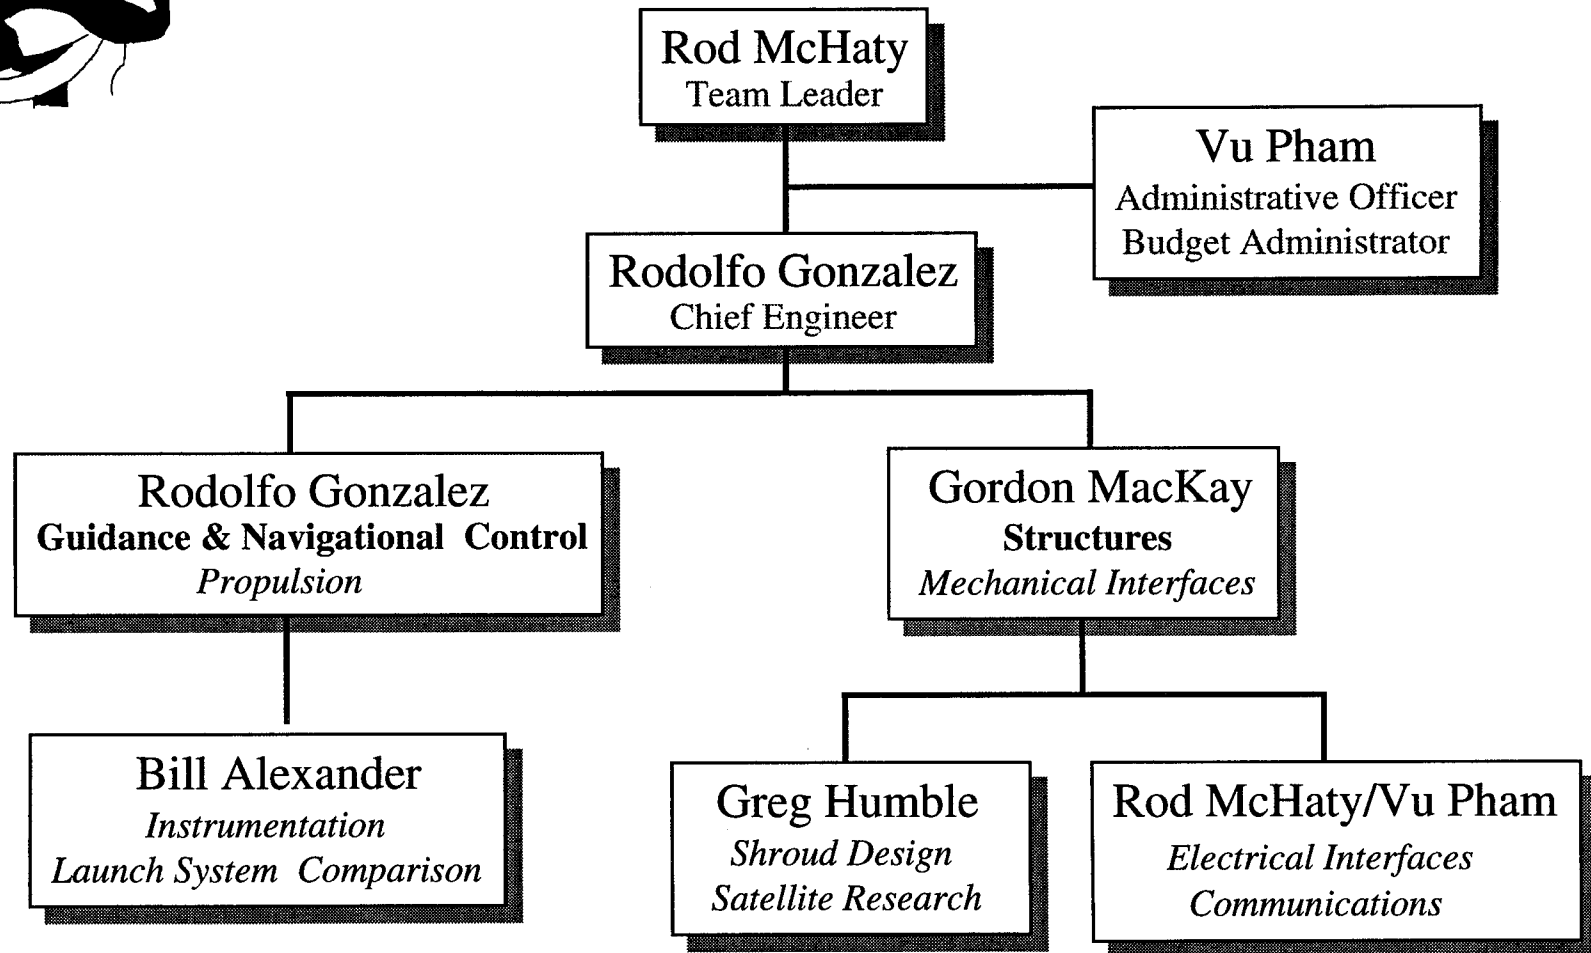 Rod McHaty
Team Leader
Vu Pham
Administrative Officer
Budget Administrator
Rodolfo Gonzalez
Chief Engineer
Rodolfo Gonzalez
Guidance & Navigational Control
Propulsion
Gordon MacKay
Structures
Mechanical Interfaces
Bill Alexander
Instrumentation
Launch System Comparison
Greg Humble
Shroud Design
Satellite Research
Rod McHaty/Vu Pham
Electrical Interfaces
Communications